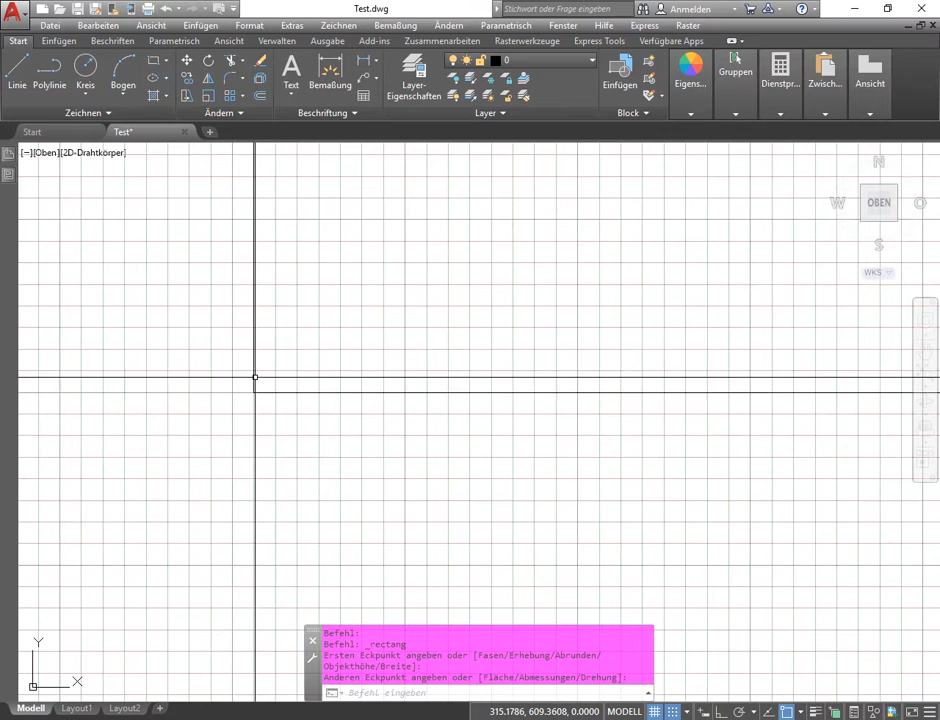 Test.dwg
Stichwort oder Frage eingeben
Anmelden
Datei Bearbeiten Ansicht Einfügen Format Extras Zeichnen Bemaßung Ändern Parametrisch Fenster Hilfe Express Raster
Start Einfügen Beschriften Parametrisch Ansicht Verwalten Ausgabe Add-ins Zusammenarbeiten Rasterwerkzeuge Express Tools Verfügbare Apps
Linie Polylinie Kreis Bogen Text Bemaßung Layer-
Eigenschaften
0
Einfügen Eigens... Gruppen Dienstpr... Zwisch... Ansicht
Zeichnen Ändern Beschriftung Layer Block
Start Test*
[−][Oben][2D-Drahtkörper]
N
W OBEN O
S
WKS
Befehl:
Befehl: _rectang
Ersten Eckpunkt angeben oder [Fasen/Erhebung/Abrunden/
Objekthöhe/Breite]:
Anderen Eckpunkt angeben oder [Fläche/Abmessungen/Drehung]:
Befehl eingeben
Y
X
Modell Layout1 Layout2
315.1786, 609.3608, 0.0000 MODELL